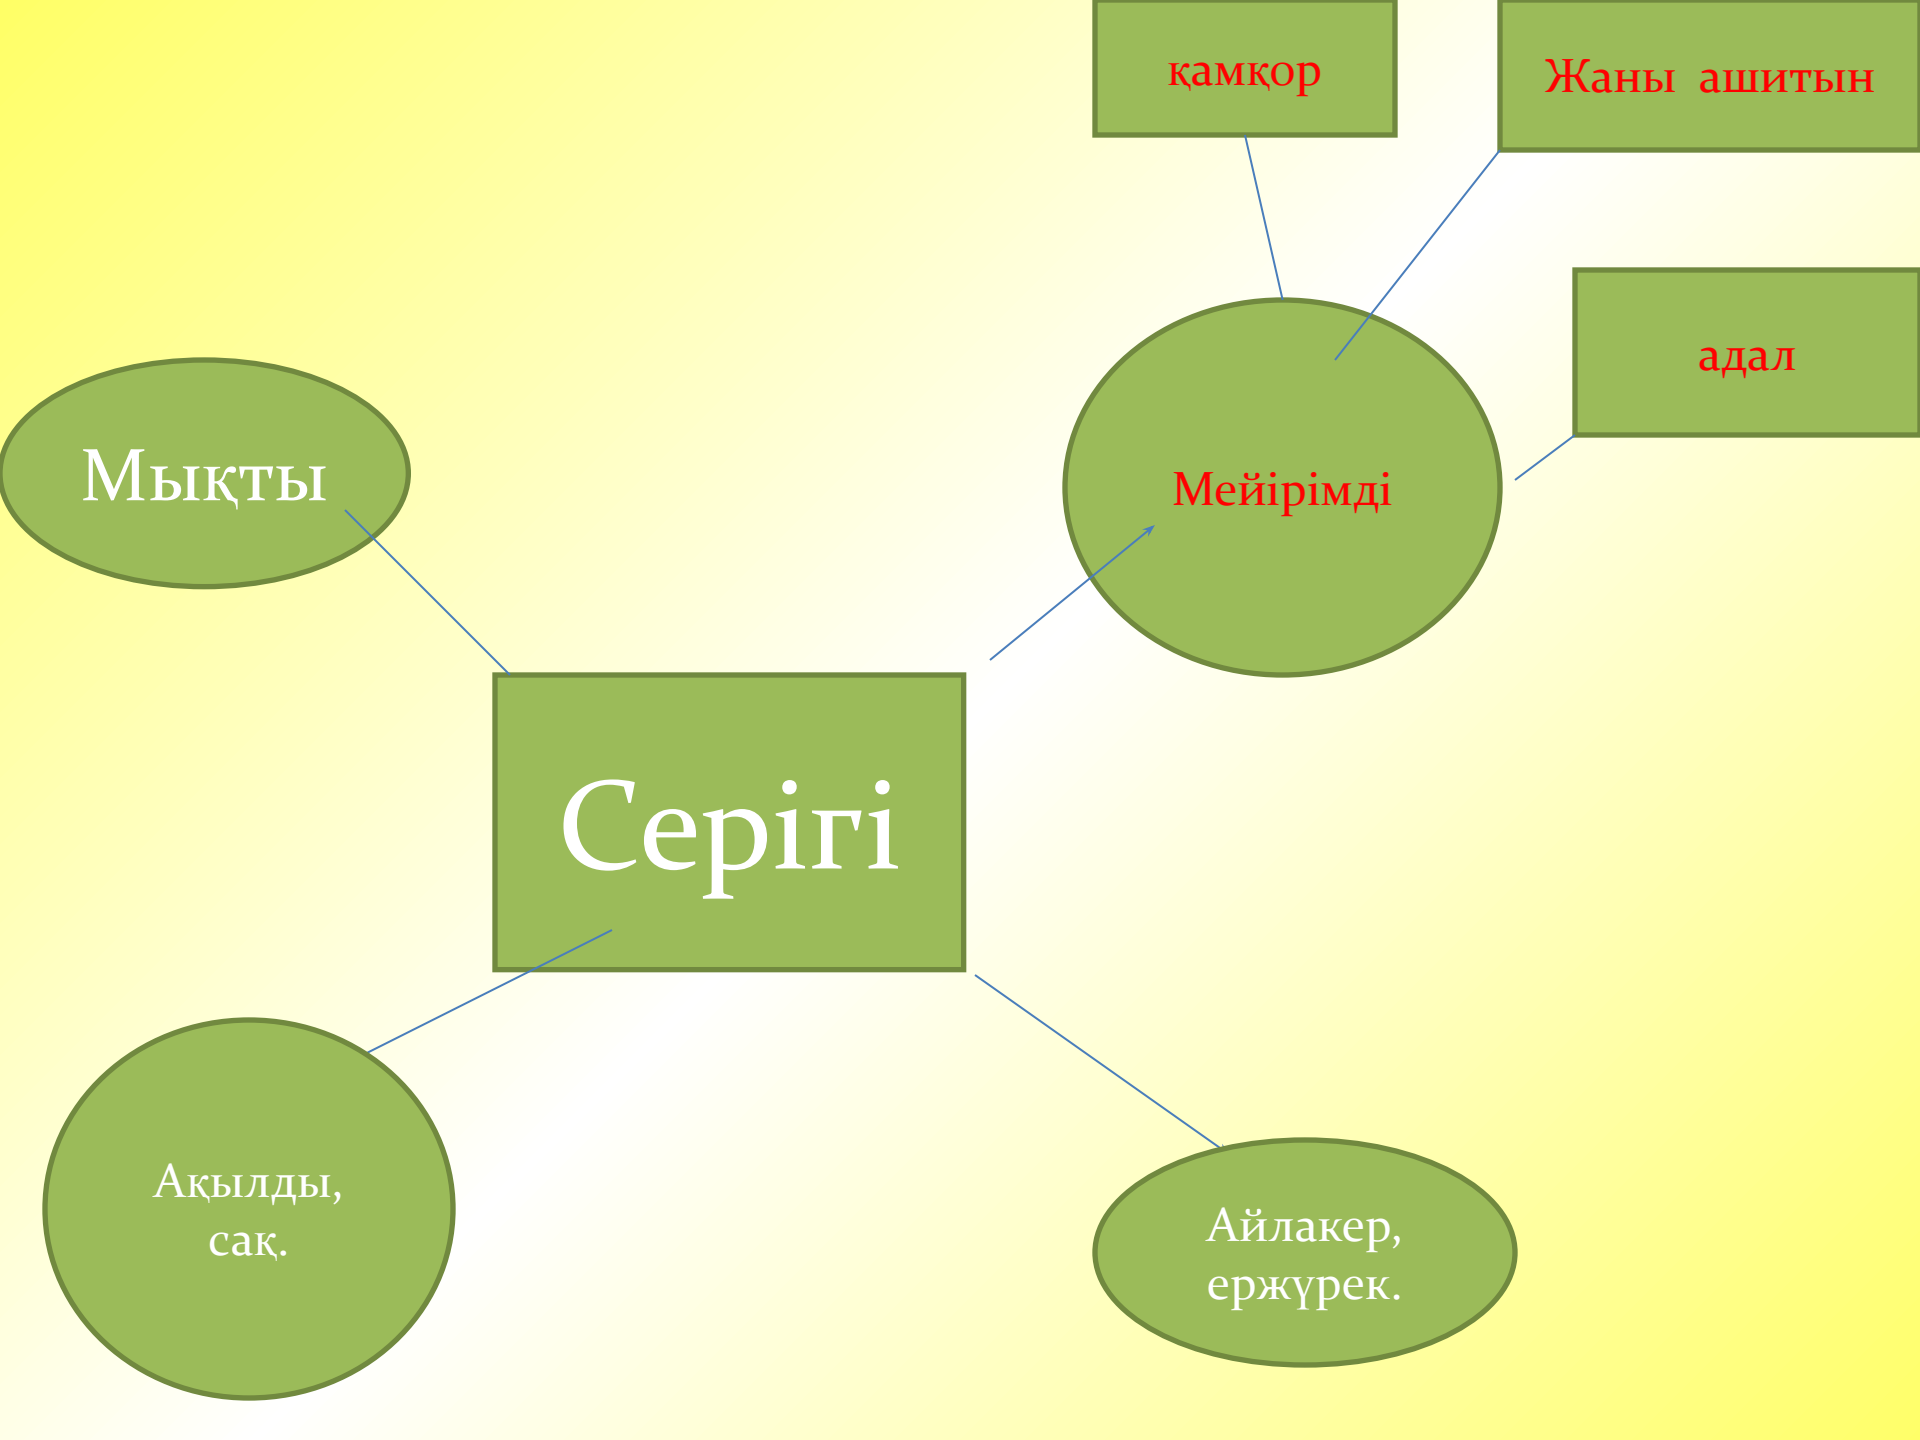 қамқор
Жаны ашитын
адал
Мықты
Мейірімді
Серігі
Ақылды,
сақ.
Айлакер,
ержүрек.